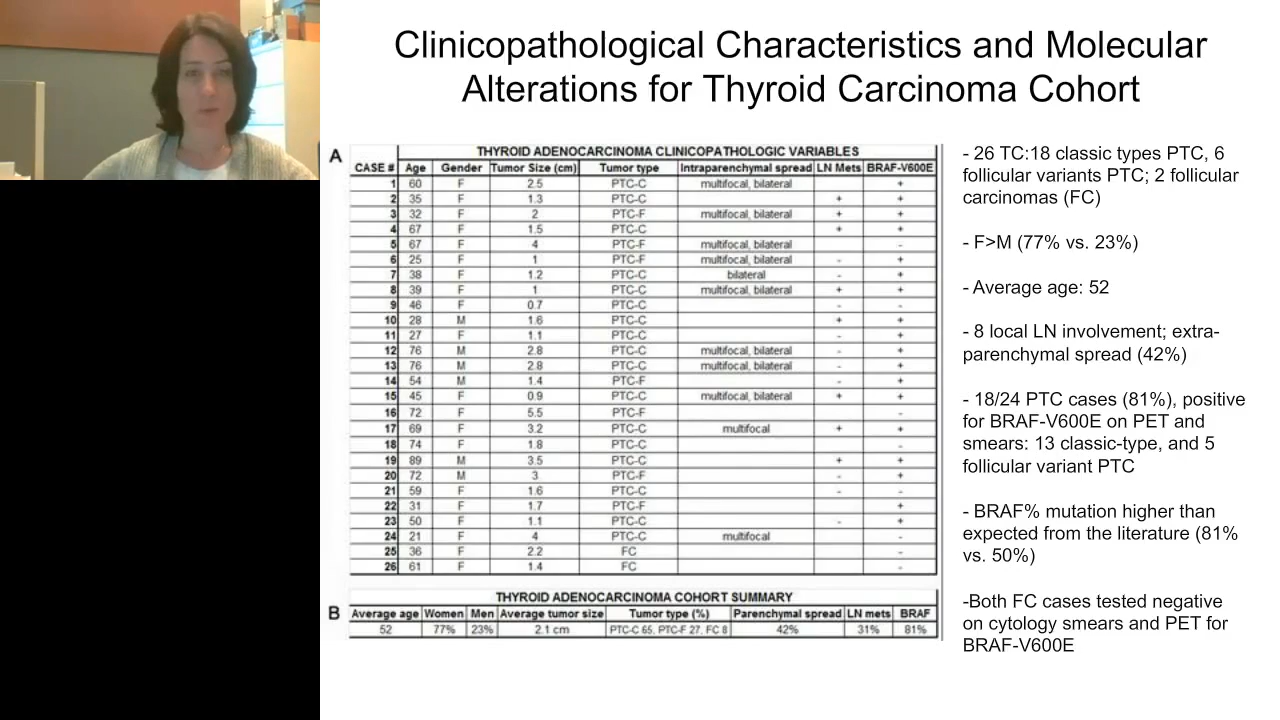 Clinicopathological Characteristics and Molecular
Alterations for Thyroid Carcinoma Cohort
A
THYROID ADENOCARCINOMA CLINICOPATHOLOGIC VARIABLES
CASE # Age Gender Tumor Size (cm) Tumor type Intraparenchymal spread LN Mets BRAF-V600E
1 60 F 2.5 PTC-C multifocal, bilateral +
2 35 F 1.3 PTC-C + +
3 32 F 2 PTC-F multifocal, bilateral + +
4 67 F 1.5 PTC-C + +
5 67 F 4 PTC-F multifocal, bilateral -
6 25 F 1 PTC-F multifocal, bilateral - +
7 38 F 1.2 PTC-C bilateral - +
8 39 F 1 PTC-C multifocal, bilateral + +
9 46 F 0.7 PTC-C - -
10 28 M 1.6 PTC-C + +
11 27 F 1.1 PTC-C - +
12 76 M 2.8 PTC-C multifocal, bilateral - +
13 76 M 2.8 PTC-C multifocal, bilateral - +
14 54 M 1.4 PTC-F - +
15 45 F 0.9 PTC-C multifocal, bilateral + +
16 72 F 5.5 PTC-F -
17 69 F 3.2 PTC-C multifocal + +
18 74 F 1.8 PTC-C -
19 89 M 3.5 PTC-C + +
20 72 M 3 PTC-F - +
21 59 F 1.6 PTC-C - -
22 31 F 1.7 PTC-F +
23 50 F 1.1 PTC-C - +
24 21 F 4 PTC-C multifocal -
25 36 F 2.2 FC -
26 61 F 1.4 FC -
B
THYROID ADENOCARCINOMA COHORT SUMMARY
Average age Women Men Average tumor size Tumor type (%) Parenchymal spread LN mets BRAF
52 77% 23% 2.1 cm PTC-C 65, PTC-F 27, FC 8 42% 31% 81%
- 26 TC:18 classic types PTC, 6
follicular variants PTC; 2 follicular
carcinomas (FC)
- F>M (77% vs. 23%)
- Average age: 52
- 8 local LN involvement; extra-
parenchymal spread (42%)
- 18/24 PTC cases (81%), positive
for BRAF-V600E on PET and
smears: 13 classic-type, and 5
follicular variant PTC
- BRAF% mutation higher than
expected from the literature (81%
vs. 50%)
-Both FC cases tested negative
on cytology smears and PET for
BRAF-V600E